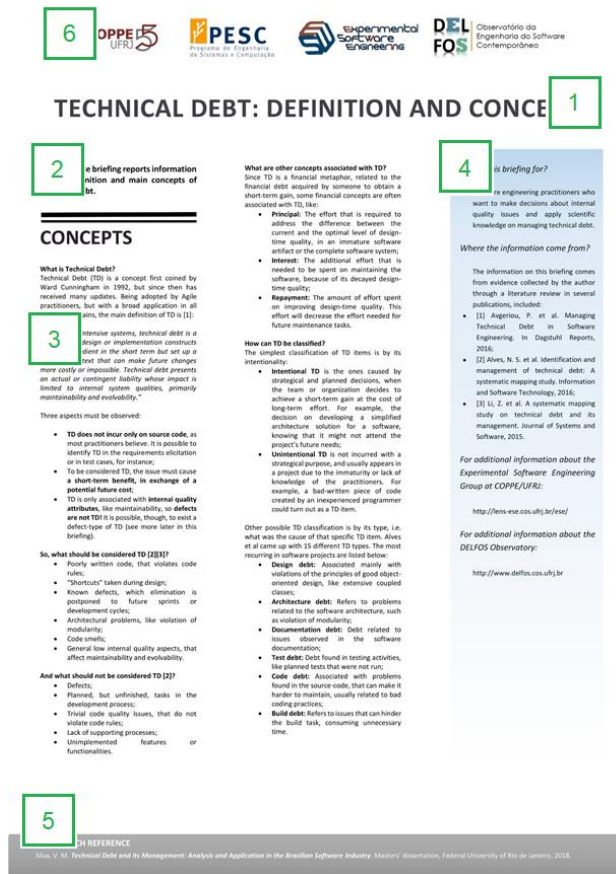 6
COPPE
UFRJ
PESC
Programa de Engenharia
de Sistemas e Computação
Experimental
Software
Engineering
DEL
FOS
Observatório da
Engenharia do Software
Contemporâneo
TECHNICAL DEBT: DEFINITION AND CONCE
1
2
e briefing reports information
nition and main concepts of
bt.
CONCEPTS
What is Technical Debt?
Technical Debt (TD) is a concept first coined by
Ward Cunningham in 1992, but since then has
received many updates. Being adopted by Agile
practitioners, but with a broad application in all
ains, the main definition of TD is [1]:
3
ntensive systems, technical debt is a
design or implementation constructs
dient in the short term but set up a
text that can make future changes
more costly or impossible. Technical debt presents
an actual or contingent liability whose impact is
limited to internal system qualities, primarily
maintainability and evolvability."
Three aspects must be observed:
• TD does not incur only on source code, as
most practitioners believe. It is possible to
identify TD in the requirements elicitation
or in test cases, for instance;
• To be considered TD, the issue must cause
a short-term benefit, in exchange of a
potential future cost;
• TD is only associated with internal quality
attributes, like maintainability, so defects
are not TD! It is possible, though, to exist a
defect-type of TD (see more later in this
briefing).
So, what should be considered TD [2][3]?
• Poorly written code, that violates code
rules;
• "Shortcuts" taken during design;
• Known defects, which elimination is
postponed to future sprints or
development cycles;
• Architectural problems, like violation of
modularity;
• Code smells;
• General low internal quality aspects, that
affect maintainability and evolvability.
And what should not be considered TD [2]?
• Defects;
• Planned, but unfinished, tasks in the
development process;
• Trivial code quality issues, that do not
violate code rules;
• Lack of supporting processes;
• Unimplemented features or
functionalities.
What are other concepts associated with TD?
Since TD is a financial metaphor, related to the
financial debt acquired by someone to obtain a
short-term gain, some financial concepts are often
associated with TD, like:
• Principal: The effort that is required to
address the difference between the
current and the optimal level of design-
time quality, in an immature software
artifact or the complete software system;
• Interest: The additional effort that is
needed to be spent on maintaining the
software, because of its decayed design-
time quality;
• Repayment: The amount of effort spent
on improving design-time quality. This
effort will decrease the effort needed for
future maintenance tasks.
How can TD be classified?
The simplest classification of TD items is by its
intentionality:
• Intentional TD is the ones caused by
strategical and planned decisions, when
the team or organization decides to
achieve a short-term gain at the cost of
long-term effort. For example, the
decision on developing a simplified
architecture solution for a software,
knowing that it might not attend the
project's future needs;
• Unintentional TD is not incurred with a
strategical purpose, and usually appears in
a project due to the immaturity or lack of
knowledge of the practitioners. For
example, a bad-written piece of code
created by an inexperienced programmer
could turn out as a TD item.
Other possible TD classification is by its type, i.e.
what was the cause of that specific TD item. Alves
et al came up with 15 different TD types. The most
recurring in software projects are listed below:
• Design debt: Associated mainly with
violations of the principles of good object-
oriented design, like extensive coupled
classes;
• Architecture debt: Refers to problems
related to the software architecture, such
as violation of modularity;
• Documentation debt: Debt related to
issues observed in the software
documentation;
• Test debt: Debt found in testing activities,
like planned tests that were not run;
• Code debt: Associated with problems
found in the source-code, that can make it
harder to maintain, usually related to bad
coding practices;
• Build debt: Refers to issues that can hinder
the build task, consuming unnecessary
time.
4
is briefing for?
re engineering practitioners who
want to make decisions about internal
quality issues and apply scientific
knowledge on managing technical debt.
Where the information come from?
The information on this briefing comes
from evidence collected by the author
through a literature review in several
publications, included:
• [1] Avgeriou, P. et al. Managing
Technical Debt in Software
Engineering. In Dagstuhl Reports,
2016;
• [2] Alves, N. S. et al. Identification and
management of technical debt: A
systematic mapping study. Information
and Software Technology, 2016;
• [3] Li, Z. et al. A systematic mapping
study on technical debt and its
management. Journal of Systems and
Software, 2015.
For additional information about the
Experimental Software Engineering
Group at COPPE/UFRJ:
http://lens-ese.cos.ufrj.br/ese/
For additional information about the
DELFOS Observatory:
http://www.delfos.cos.ufrj.br
5
CH REFERENCE
Silva, V. M. Technical Debt and its Management: Analysis and Application in the Brazilian Software Industry. Masters' dissertation, Federal University of Rio de Janeiro, 2018